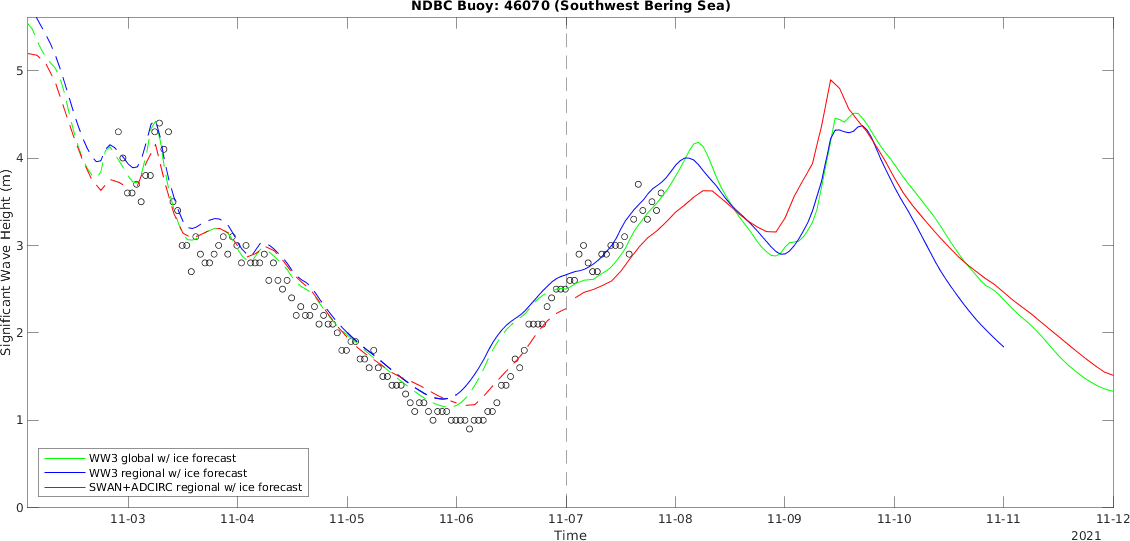 NDBC Buoy: 46070 (Southwest Bering Sea)
Significant Wave Height (m)
5
4
3
2
1
0
WW3 global w/ ice forecast
WW3 regional w/ ice forecast
SWAN+ADCIRC regional w/ ice forecast
11-03 11-04 11-05 11-06 11-07 11-08 11-09 11-10 11-11 11-12
Time
2021